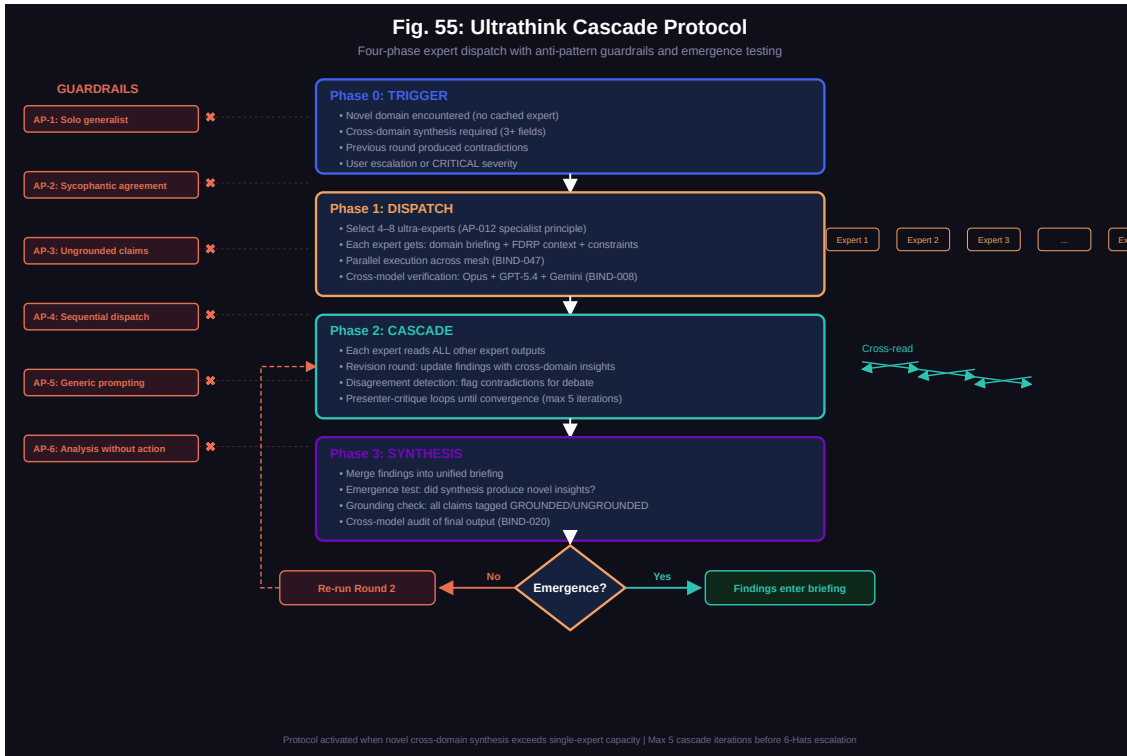 Fig. 55: Ultrathink Cascade Protocol
Four-phase expert dispatch with anti-pattern guardrails and emergence testing
GUARDRAILS
AP-1: Solo generalist
AP-2: Sycophantic agreement
AP-3: Ungrounded claims
AP-4: Sequential dispatch
AP-5: Generic prompting
AP-6: Analysis without action
Phase 0: TRIGGER
• Novel domain encountered (no cached expert)
• Cross-domain synthesis required (3+ fields)
• Previous round produced contradictions
• User escalation or CRITICAL severity
Phase 1: DISPATCH
• Select 4–8 ultra-experts (AP-012 specialist principle)
• Each expert gets: domain briefing + FDRP context + constraints
• Parallel execution across mesh (BIND-047)
• Cross-model verification: Opus + GPT-5.4 + Gemini (BIND-008)
Expert 1
Expert 2
Expert 3
...
Phase 2: CASCADE
• Each expert reads ALL other expert outputs
• Revision round: update findings with cross-domain insights
• Disagreement detection: flag contradictions for debate
• Presenter-critique loops until convergence (max 5 iterations)
Cross-read
Phase 3: SYNTHESIS
• Merge findings into unified briefing
• Emergence test: did synthesis produce novel insights?
• Grounding check: all claims tagged GROUNDED/UNGROUNDED
• Cross-model audit of final output (BIND-020)
Re-run Round 2
No
Emergence?
Yes
Findings enter briefing
Protocol activated when novel cross-domain synthesis exceeds single-expert capacity | Max 5 cascade iterations before 6-Hats escalation